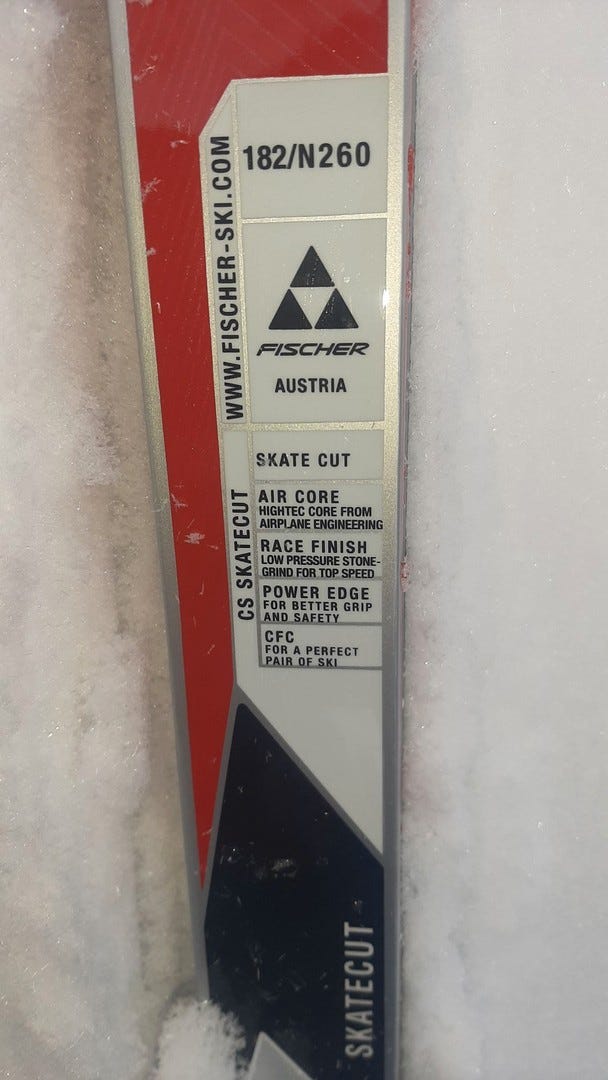 182/N260
WWW.FISCHER-SKI.COM
FISCHER
AUSTRIA
SKATE CUT
CS SKATECUT
AIR CORE
HIGHTEC CORE FROM
AIRPLANE ENGINEERING
RACE FINISH
LOW PRESSURE STONE-
GRIND FOR TOP SPEED
POWER EDGE
FOR BETTER GRIP
AND SAFETY
CFC
FOR A PERFECT
PAIR OF SKI
SKATECUT